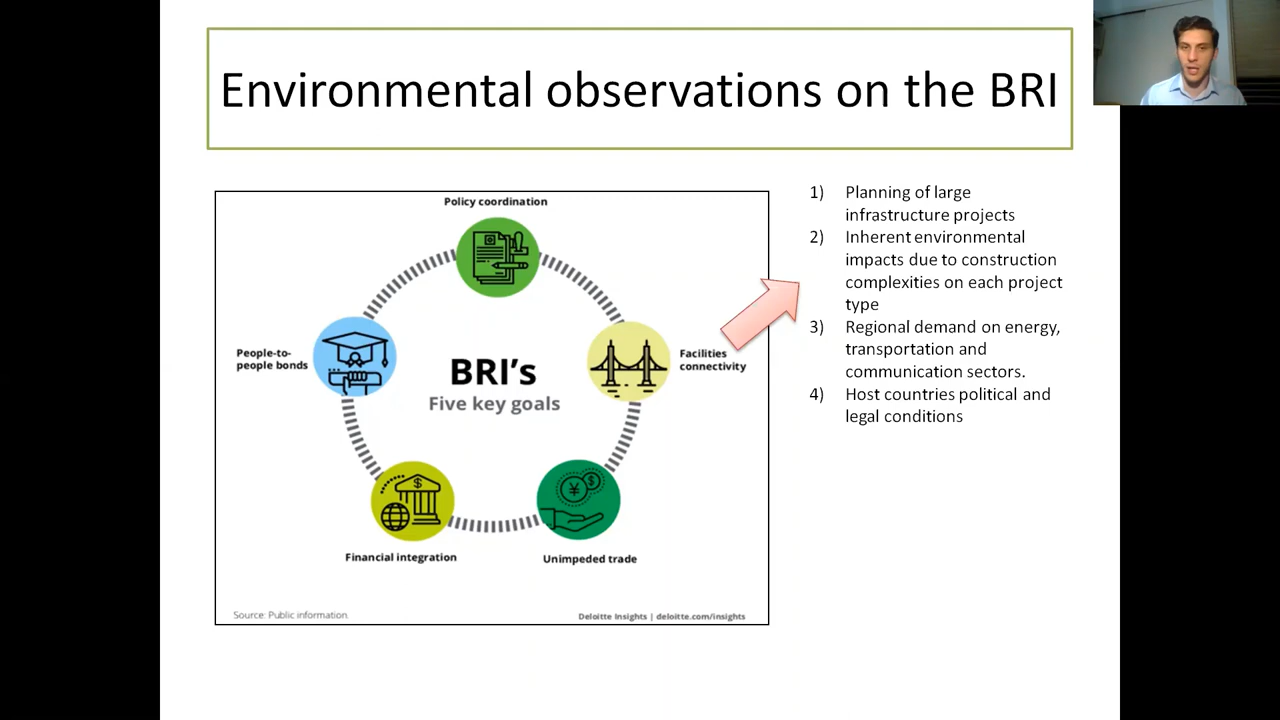 Environmental observations on the BRI
Policy coordination
People-to-
people bonds
BRI's
Five key goals
Facilities
connectivity
$
¥
$
Financial integration
Unimpeded trade
Source: Public information.
Deloitte Insights | deloitte.com/insights
1) Planning of large
infrastructure projects
2) Inherent environmental
impacts due to construction
complexities on each project
type
3) Regional demand on energy,
transportation and
communication sectors.
4) Host countries political and
legal conditions